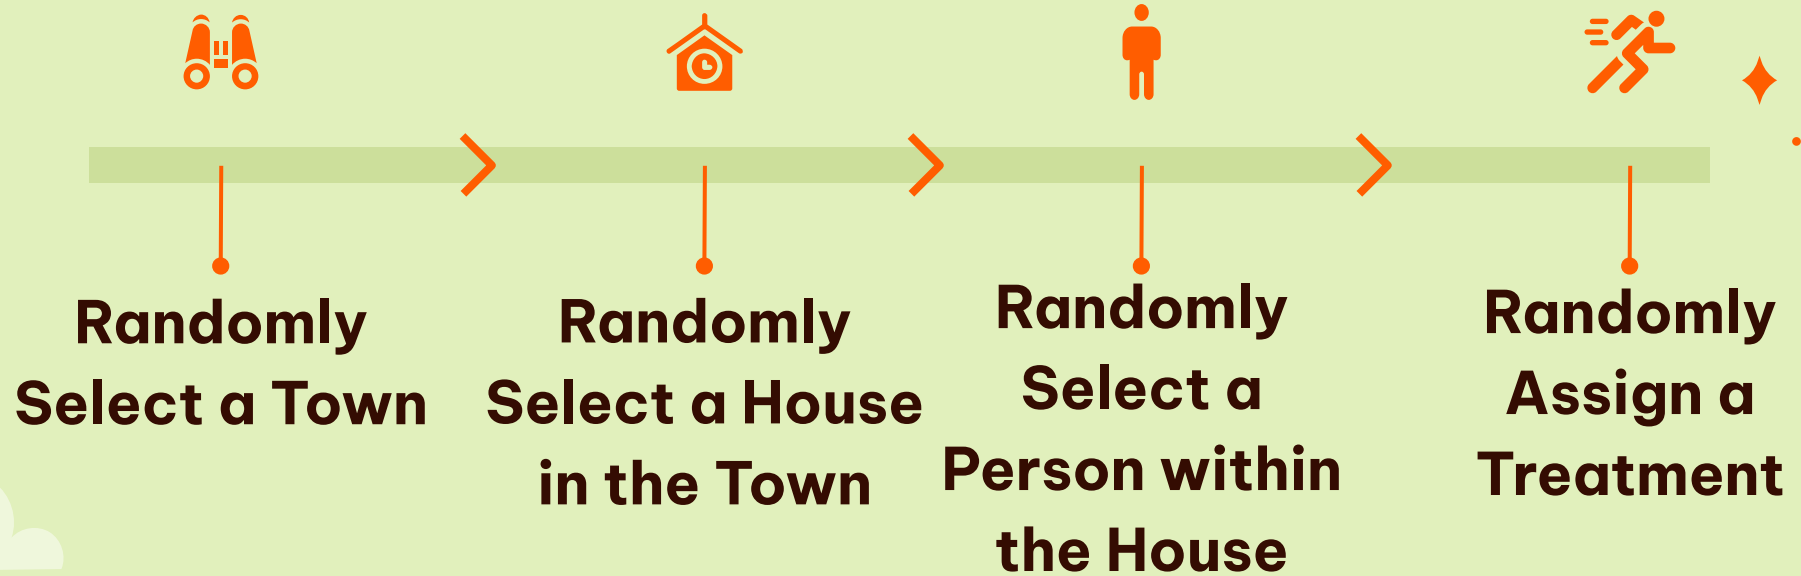 Randomly
Select a Town
Randomly
Select a House
in the Town
Randomly
Select a
Person within
the House
Randomly
Assign a
Treatment